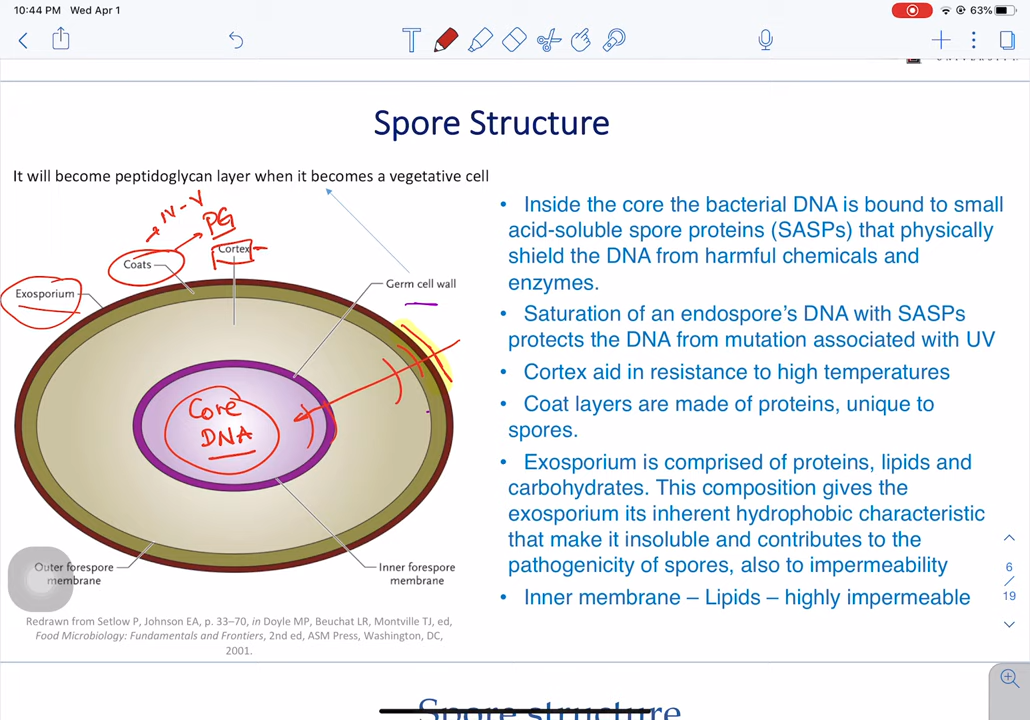 10:44 PM Wed Apr 1
63%
Spore Structure
It will become peptidoglycan layer when it becomes a vegetative cell
IV-V
PG
Cortex
Coats
Germ cell wall
Exosporium
Core
DNA
Outer forespore
membrane
Inner forespore
membrane
Redrawn from Setlow P, Johnson EA, p. 33–70, in Doyle MP, Beuchat LR, Montville TJ, ed,
Food Microbiology: Fundamentals and Frontiers, 2nd ed, ASM Press, Washington, DC,
2001.
• Inside the core the bacterial DNA is bound to small
acid-soluble spore proteins (SASPs) that physically
shield the DNA from harmful chemicals and
enzymes.
• Saturation of an endospore's DNA with SASPs
protects the DNA from mutation associated with UV
• Cortex aid in resistance to high temperatures
• Coat layers are made of proteins, unique to
spores.
• Exosporium is comprised of proteins, lipids and
carbohydrates. This composition gives the
exosporium its inherent hydrophobic characteristic
that make it insoluble and contributes to the
pathogenicity of spores, also to impermeability
• Inner membrane – Lipids – highly impermeable
6
/
19
Spore structure